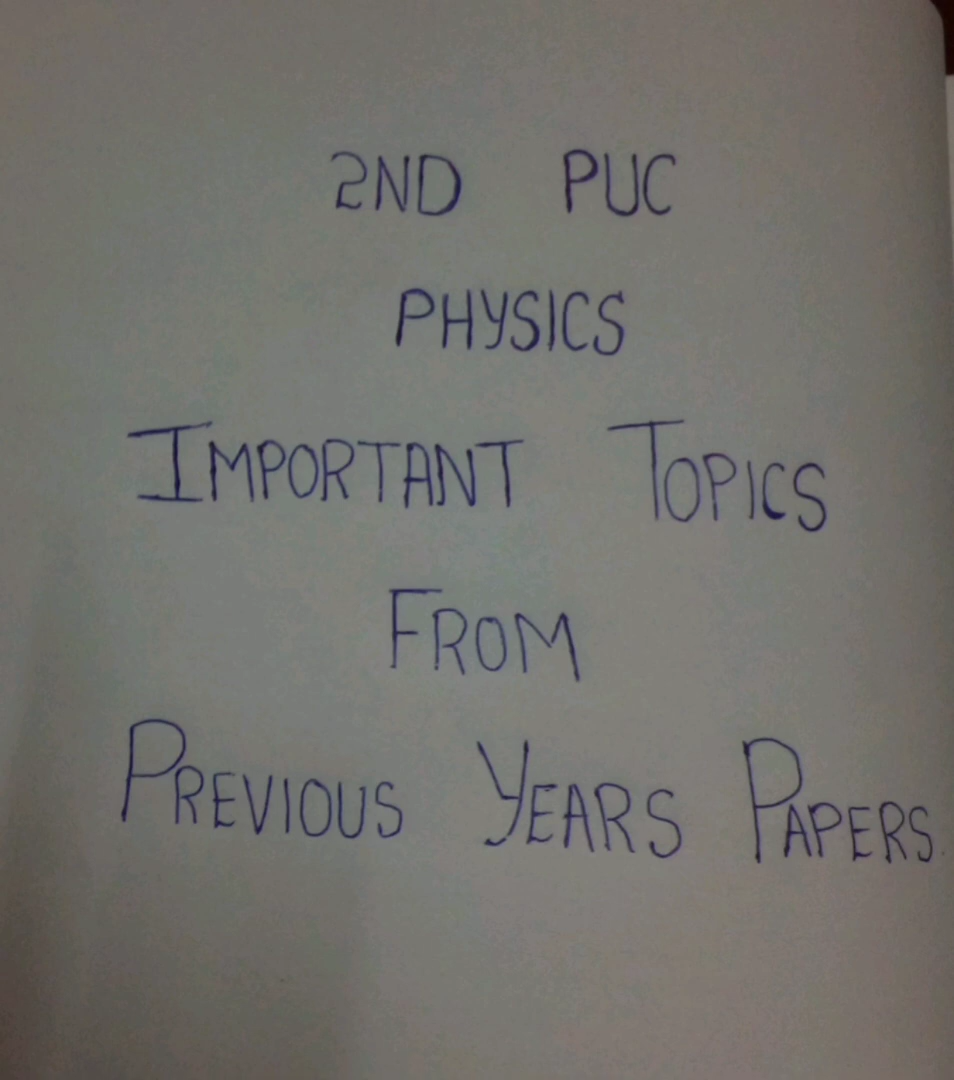 2ND PUC
PHYSICS
IMPORTANT TOPICS
FROM
PREVIOUS YEARS PAPERS.